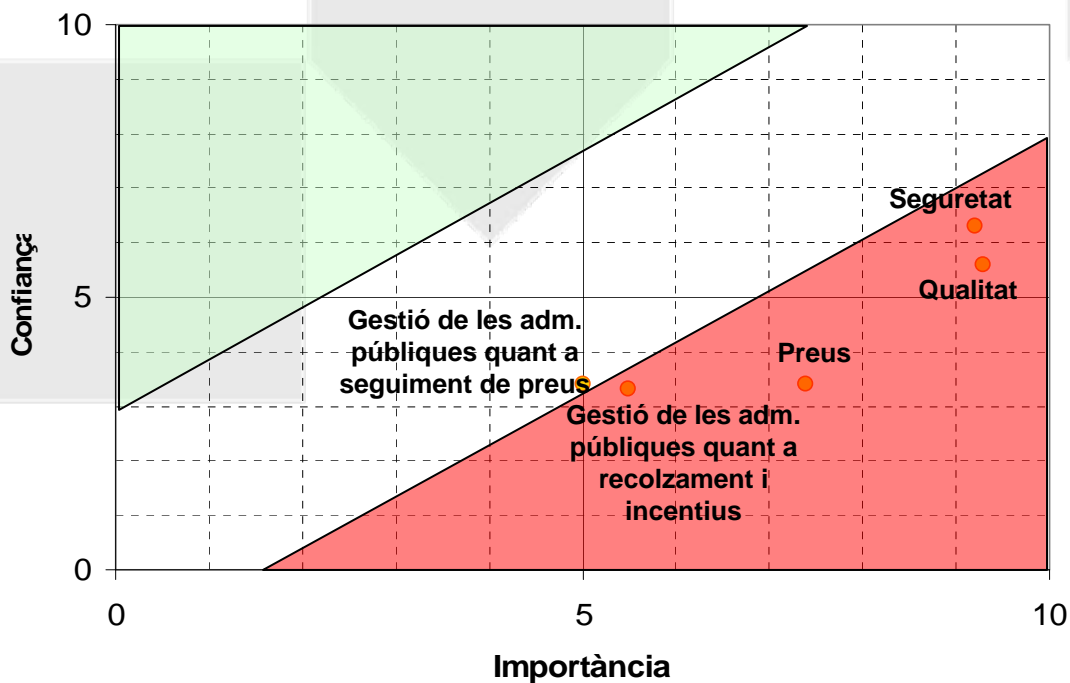 10
5
0
0
5
10
Confiança
Importància
Seguretat
Qualitat
Preus
Gestió de les adm.
públiques quant a
seguiment de preus
Gestió de les adm.
públiques quant a
recolzament i
incentius